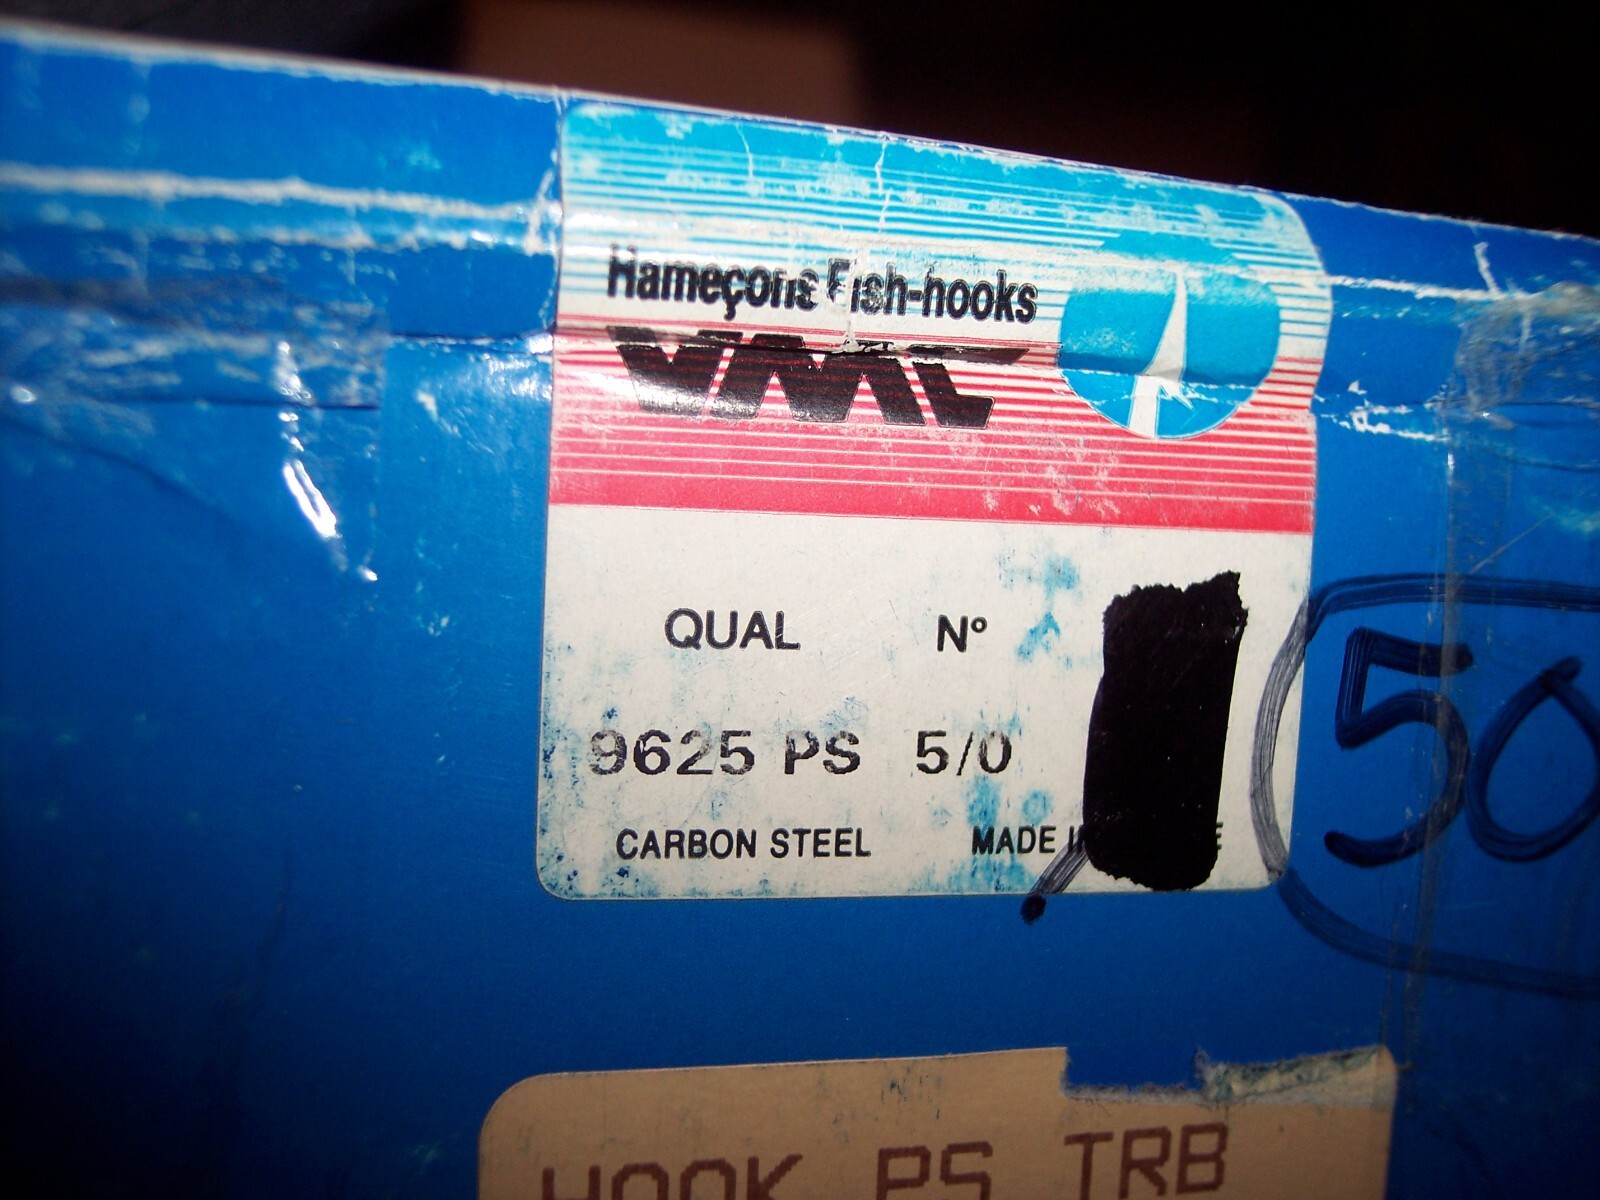 Hameçons Fish-hooks
VMC
QUAL N°
9625 PS 5/0
CARBON STEEL MADE
50
HOOK PS TRB